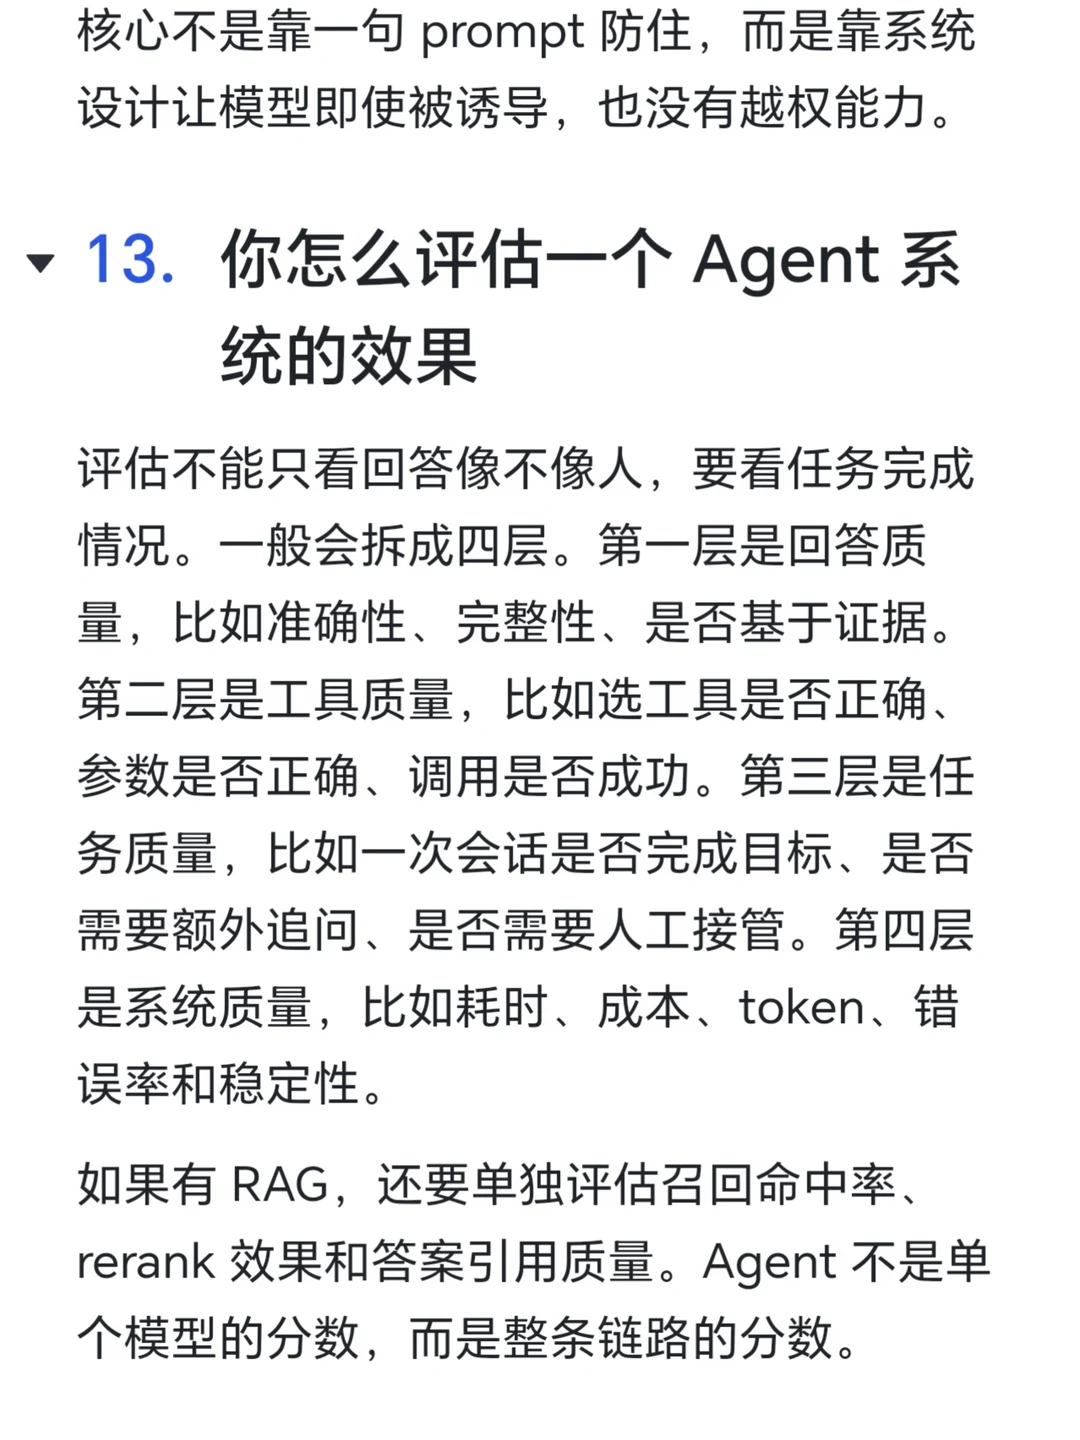 核心不是靠一句 prompt 防住，而是靠系统
设计让模型即使被诱导，也没有越权能力。
13. 你怎么评估一个 Agent 系
统的效果
评估不能只看回答像不像人，要看任务完成
情况。一般会拆成四层。第一层是回答质
量，比如准确性、完整性、是否基于证据。
第二层是工具质量，比如选工具是否正确、
参数是否正确、调用是否成功。第三层是任
务质量，比如一次会话是否完成目标、是否
需要额外追问、是否需要人工接管。第四层
是系统质量，比如耗时、成本、token、错
误率和稳定性。
如果有 RAG，还要单独评估召回命中率、
rerank 效果和答案引用质量。Agent 不是单
个模型的分数，而是整条链路的分数。